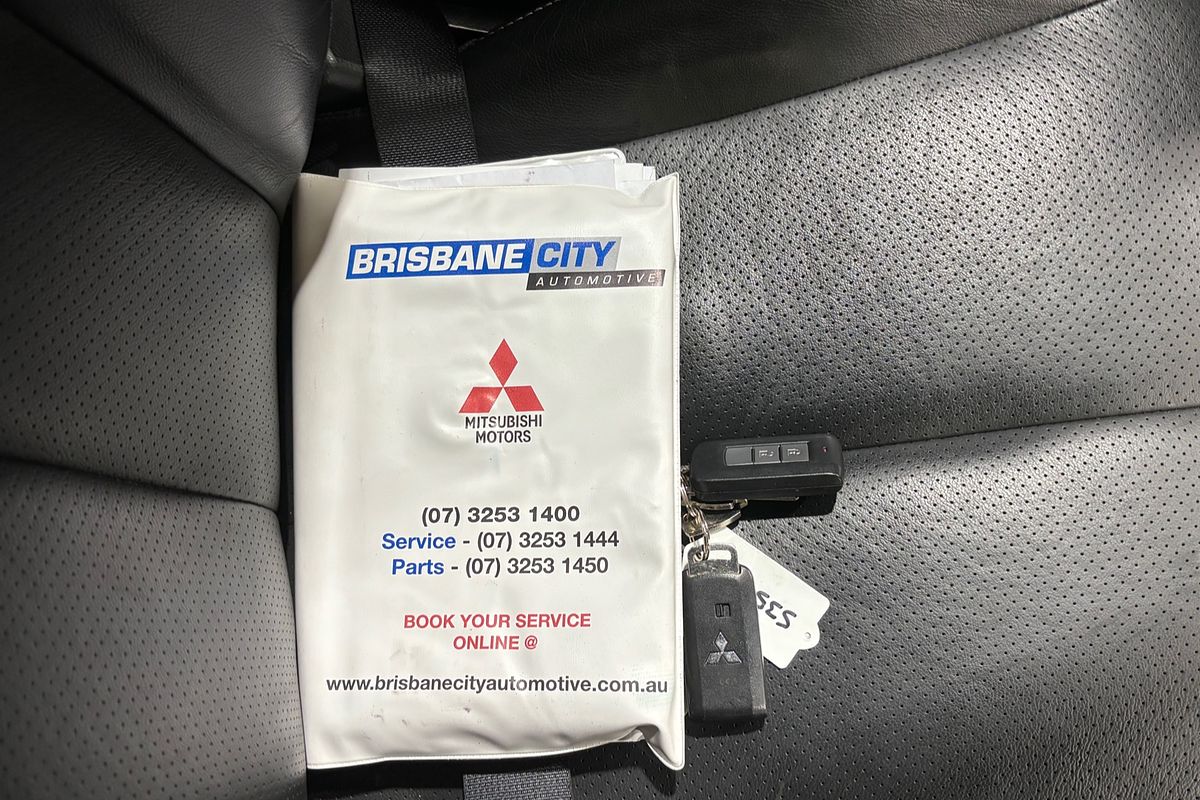 BRISBANE CITY
AUTOMOTIVE
MITSUBISHI
MOTORS
(07) 3253 1400
Service - (07) 3253 1444
Parts - (07) 3253 1450
BOOK YOUR SERVICE
ONLINE @
www.brisbanecityautomotive.com.au